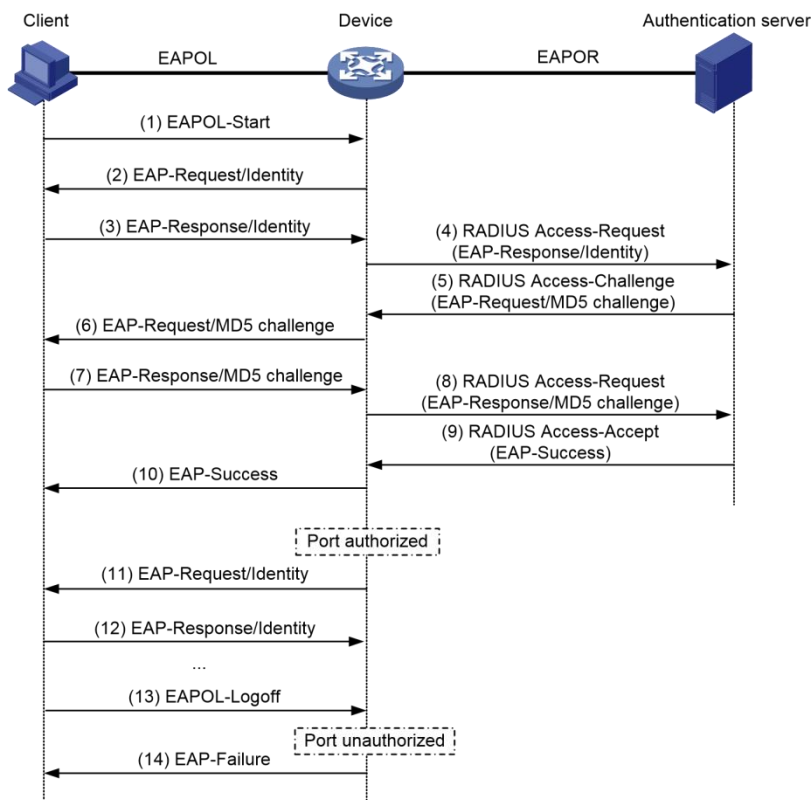 Client
Device
Authentication server
EAPOL
EAPOR
(1) EAPOL-Start
(2) EAP-Request/Identity
(3) EAP-Response/Identity
(4) RADIUS Access-Request
(EAP-Response/Identity)
(5) RADIUS Access-Challenge
(EAP-Request/MD5 challenge)
(6) EAP-Request/MD5 challenge
(7) EAP-Response/MD5 challenge
(8) RADIUS Access-Request
(EAP-Response/MD5 challenge)
(9) RADIUS Access-Accept
(EAP-Success)
(10) EAP-Success
Port authorized
(11) EAP-Request/Identity
(12) EAP-Response/Identity
...
(13) EAPOL-Logoff
Port unauthorized
(14) EAP-Failure